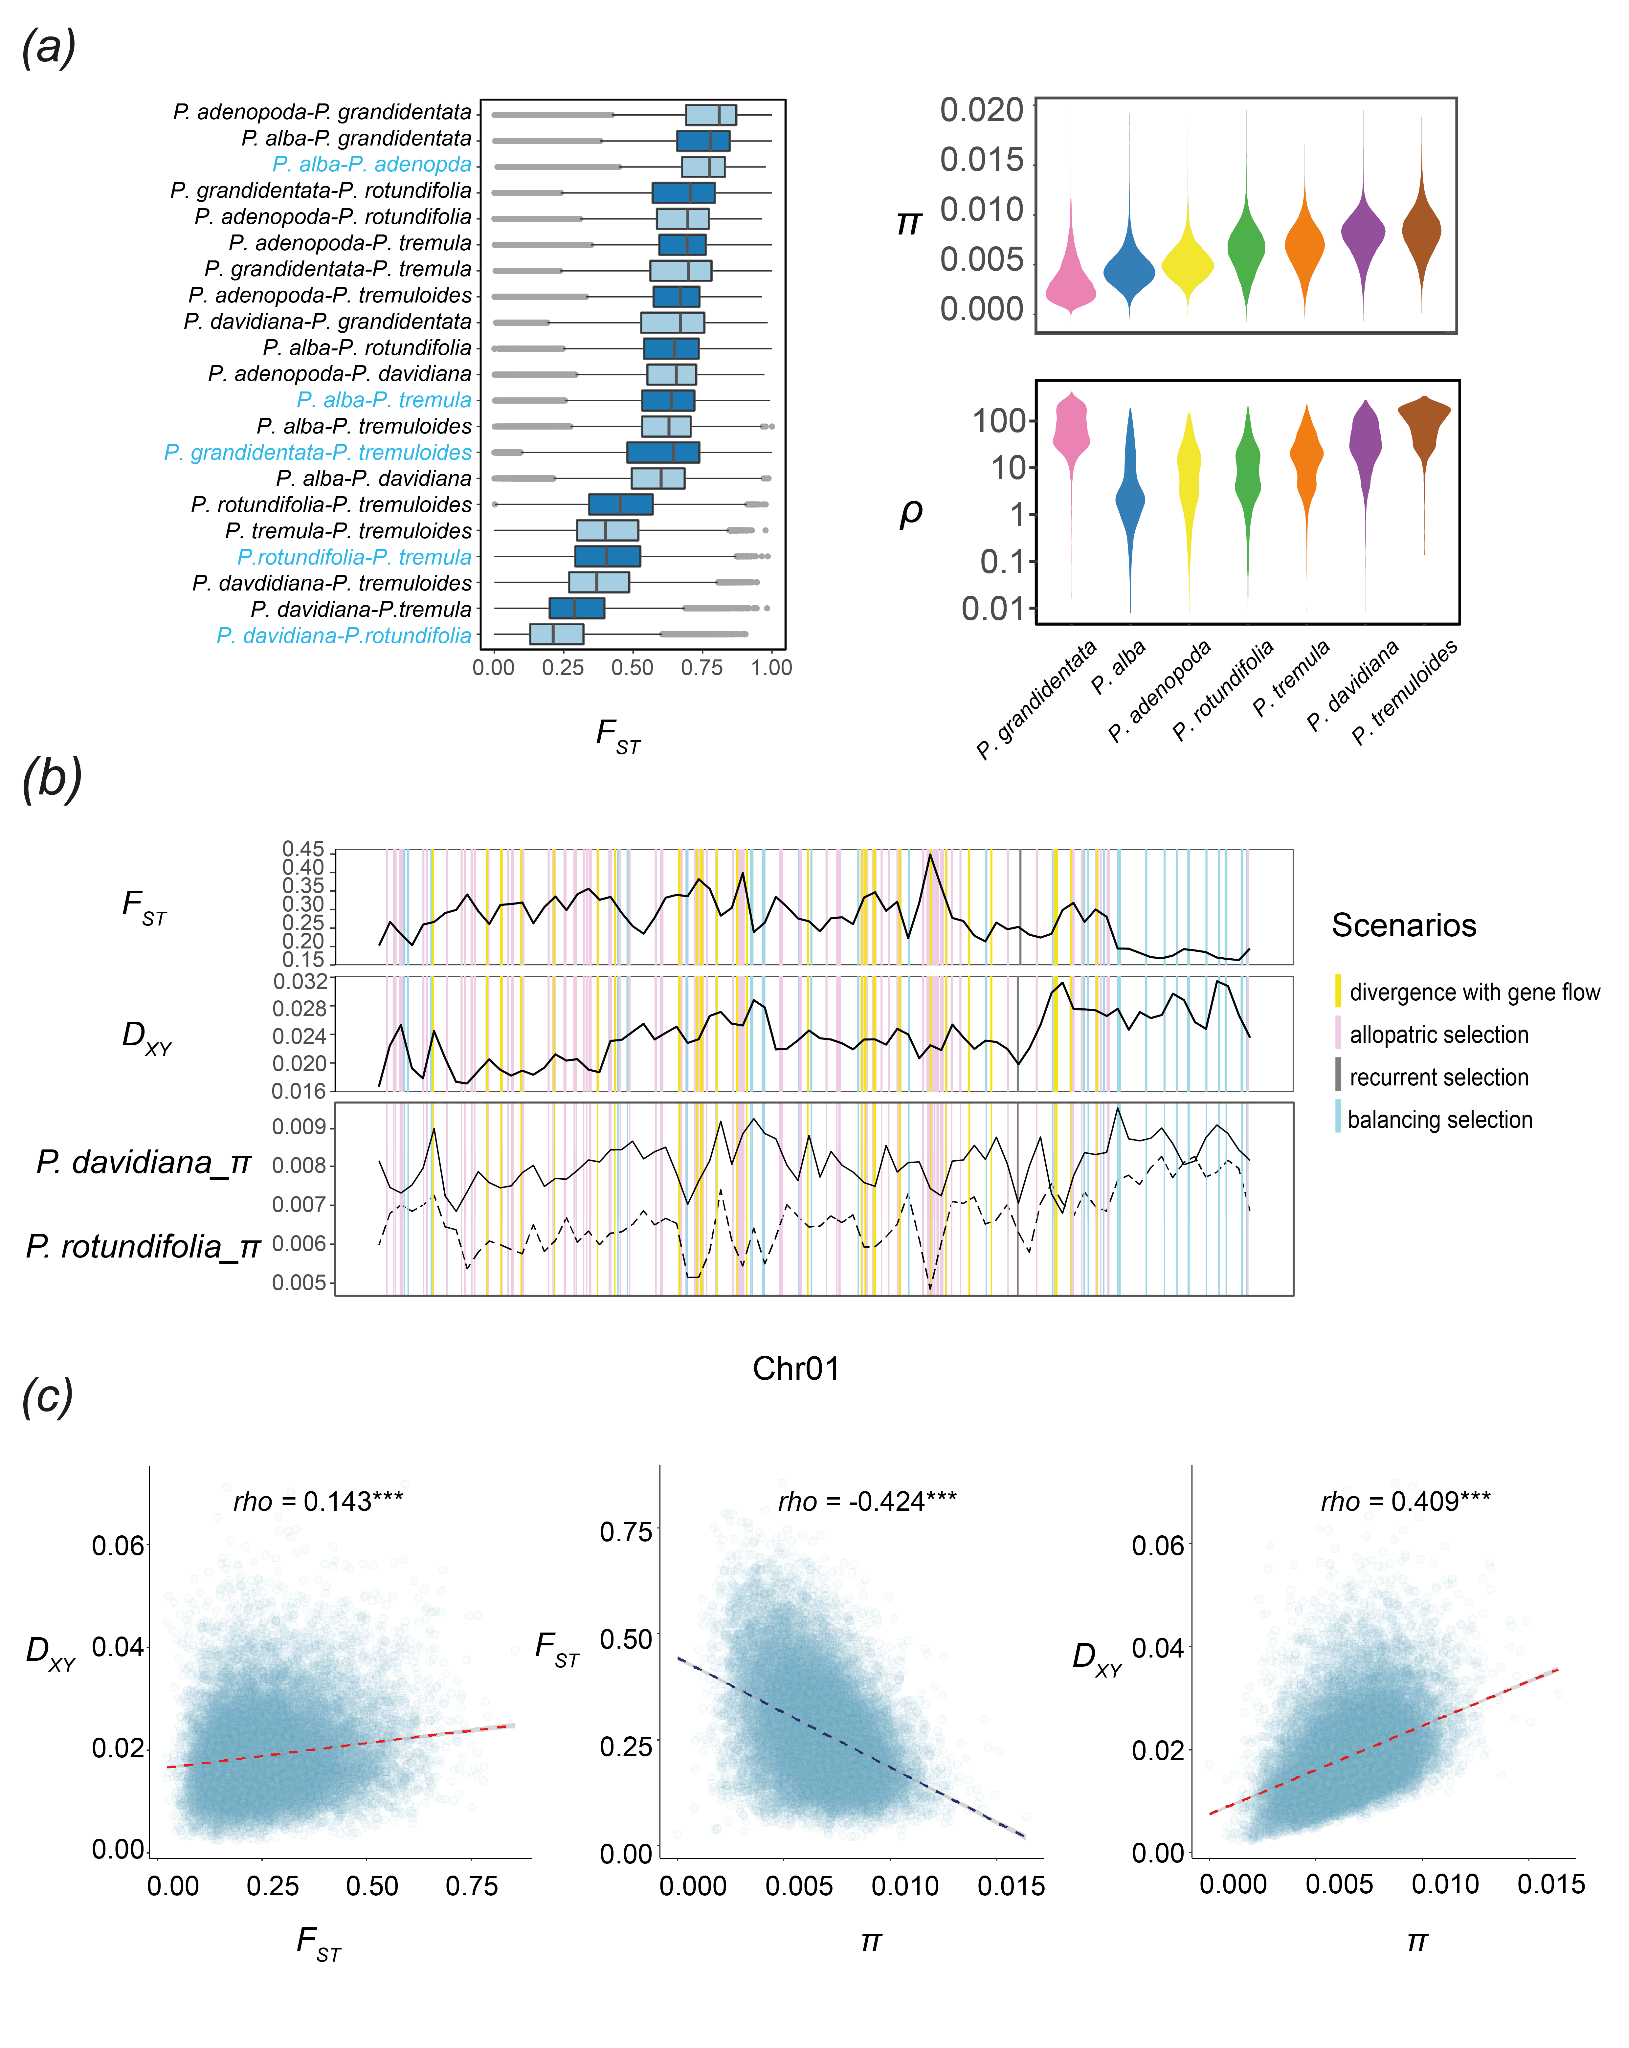 (a)
P. adenopoda-P. grandidentata
P. alba-P. grandidentata
P. alba-P. adenopda
P. grandidentata-P. rotundifolia
P. adenopoda-P. rotundifolia
P. adenopoda-P. tremula
P. grandidentata-P. tremula
P. adenopoda-P. tremuloides
P. davidiana-P. grandidentata
P. alba-P. rotundifolia
P. adenopoda-P. davidiana
P. alba-P. tremula
P. alba-P. tremuloides
P. grandidentata-P. tremuloides
P. alba-P. davidiana
P. rotundifolia-P. tremuloides
P. tremula-P. tremuloides
P.rotundifolia-P. tremula
P. davdidiana-P. tremuloides
P. davidiana-P.tremula
P. davidiana-P.rotundifolia
0.00 0.25 0.50 0.75 1.00
FST
π
0.020
0.015
0.010
0.005
0.000
ρ
100
10
1
0.1
0.01
P. grandidentata
P. alba
P. adenopoda
P. rotundifolia
P. tremula
P. davidiana
P. tremuloides
(b)
FST
0.45
0.40
0.35
0.30
0.25
0.20
0.15
DXY
0.032
0.028
0.024
0.020
0.016
P. davidiana_π
P. rotundifolia_π
0.009
0.008
0.007
0.006
0.005
Chr01
Scenarios
divergence with gene flow
allopatric selection
recurrent selection
balancing selection
(c)
rho = 0.143***
DXY
0.06
0.04
0.02
0.00
0.00 0.25 0.50 0.75
FST
rho = -0.424***
FST
0.75
0.50
0.25
0.00
0.000 0.005 0.010 0.015
π
rho = 0.409***
DXY
0.06
0.04
0.02
0.00
0.000 0.005 0.010 0.015
π